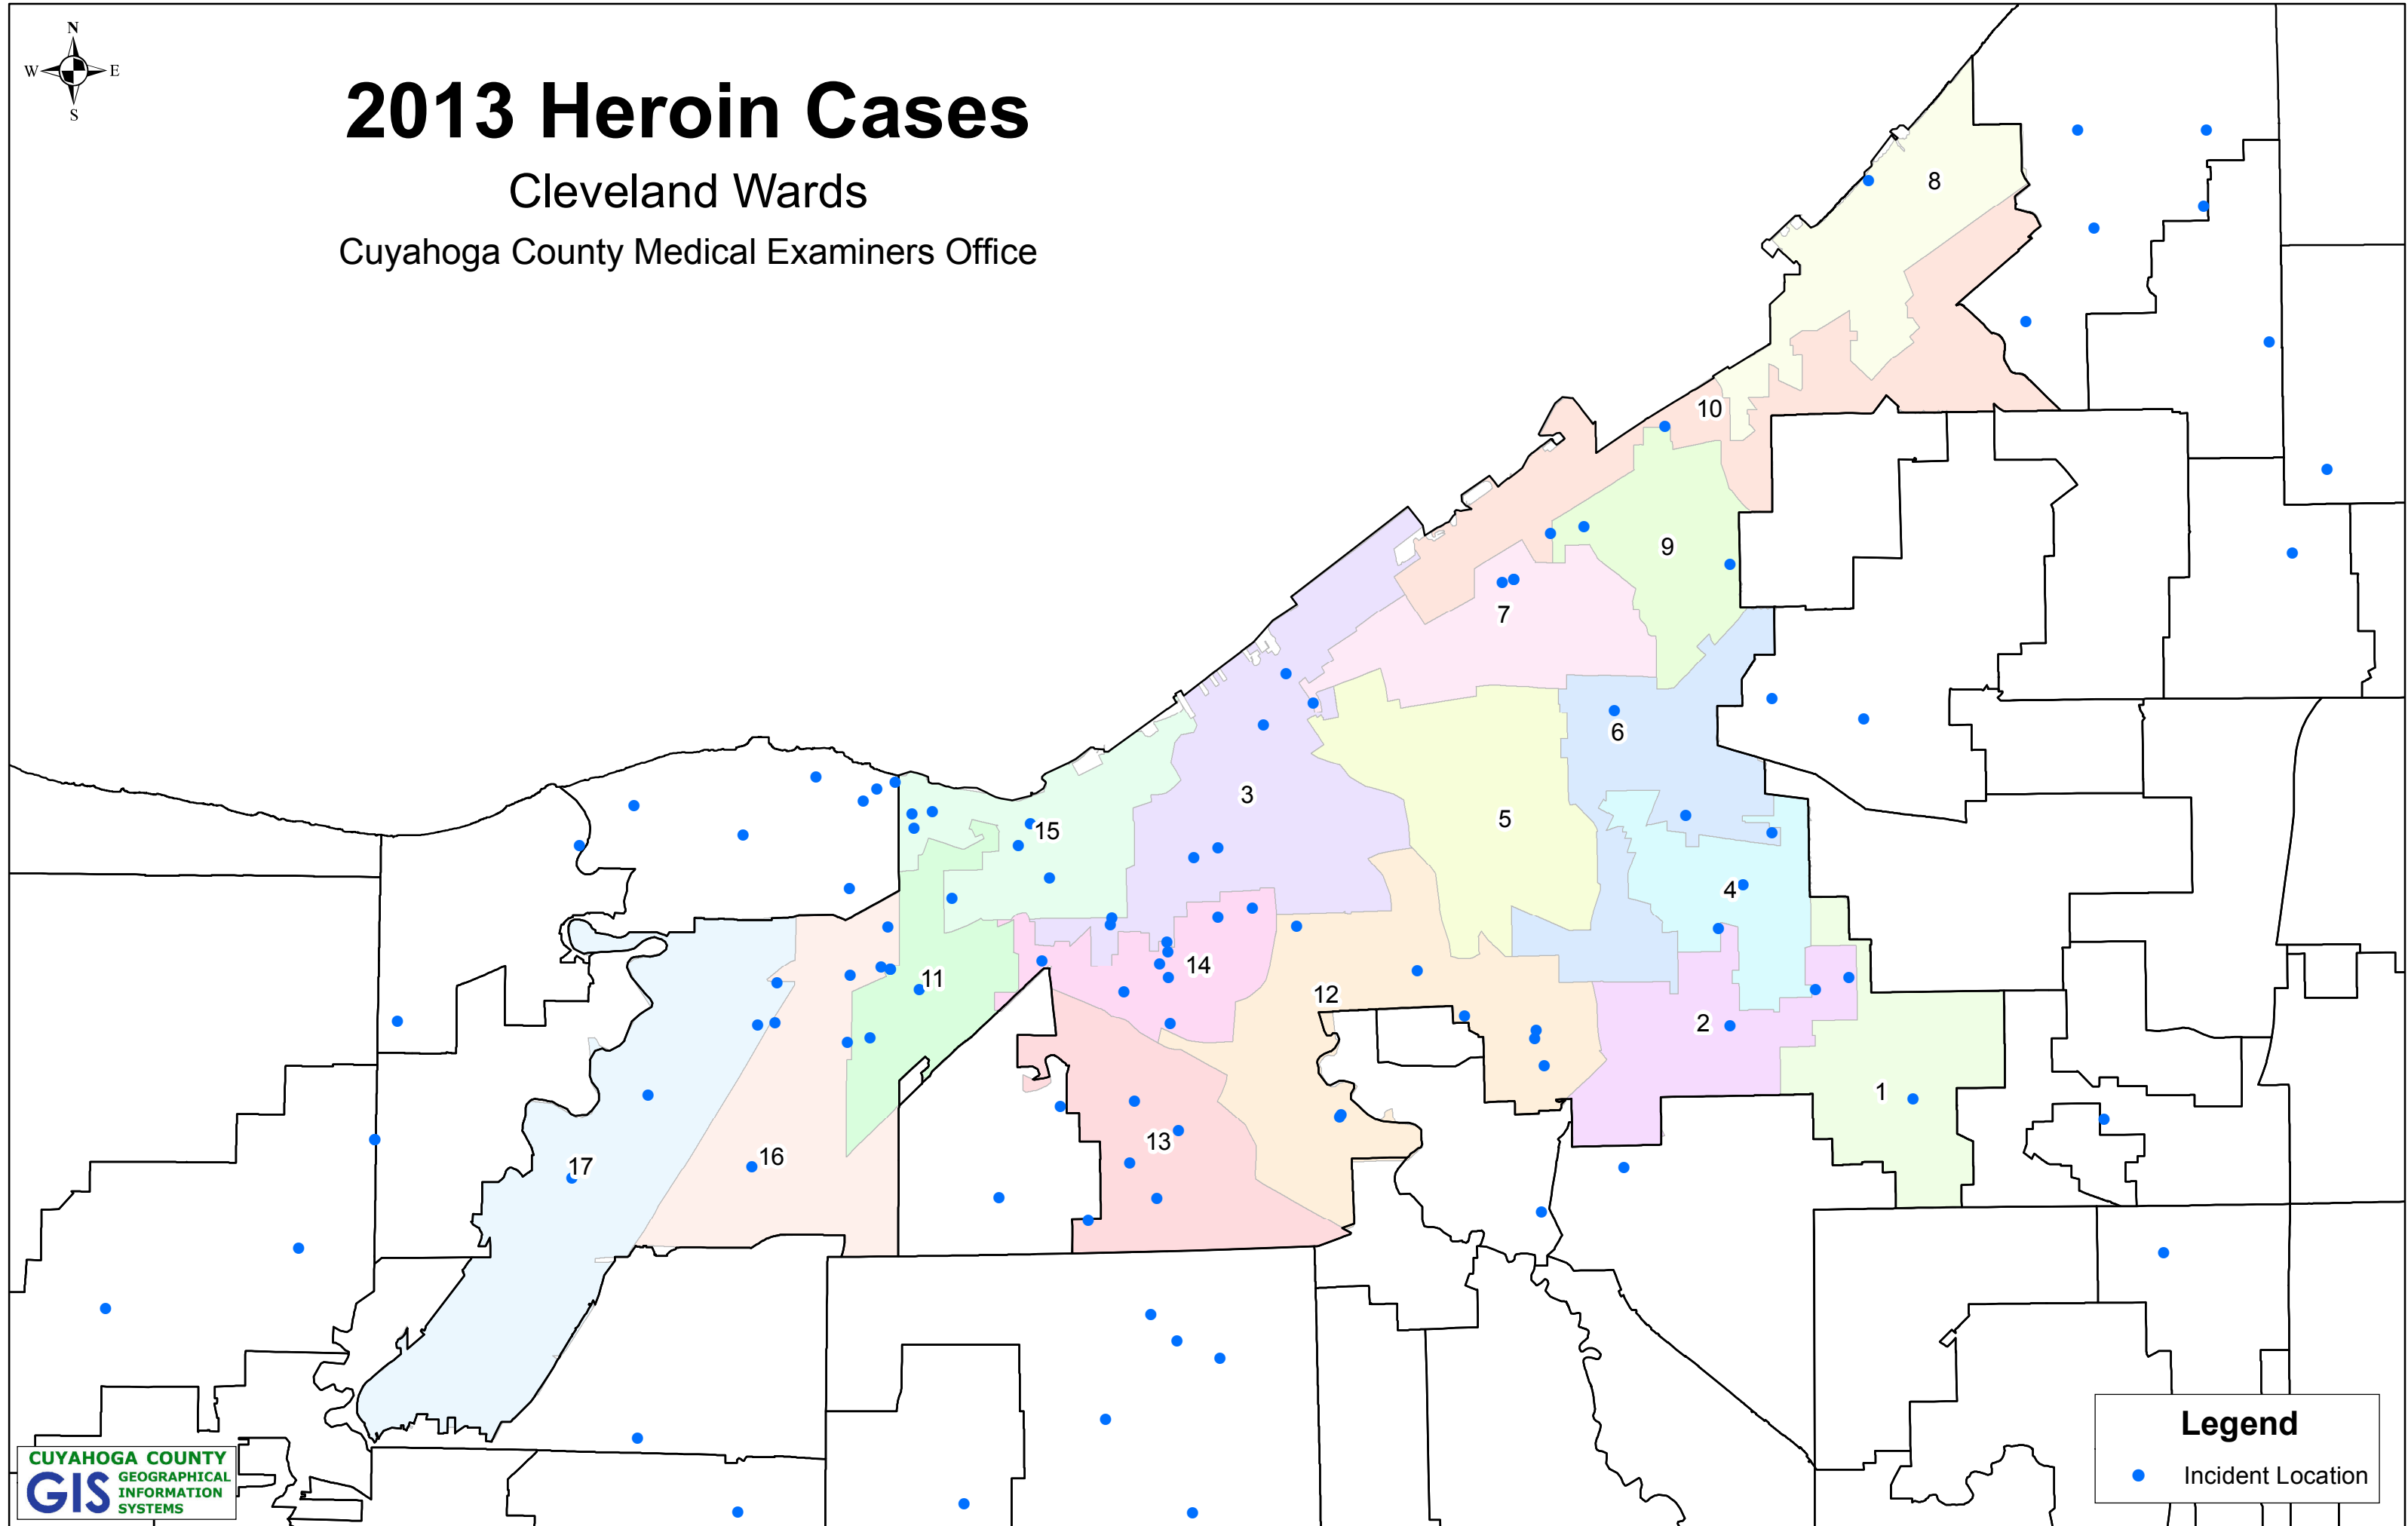 N
W E
S
2013 Heroin Cases
Cleveland Wards
Cuyahoga County Medical Examiners Office
8
10
9
7
6
3
5
15
4
14
11
12
2
1
13
16
17
Legend
Incident Location
CUYAHOGA COUNTY
GIS GEOGRAPHICAL
INFORMATION
SYSTEMS